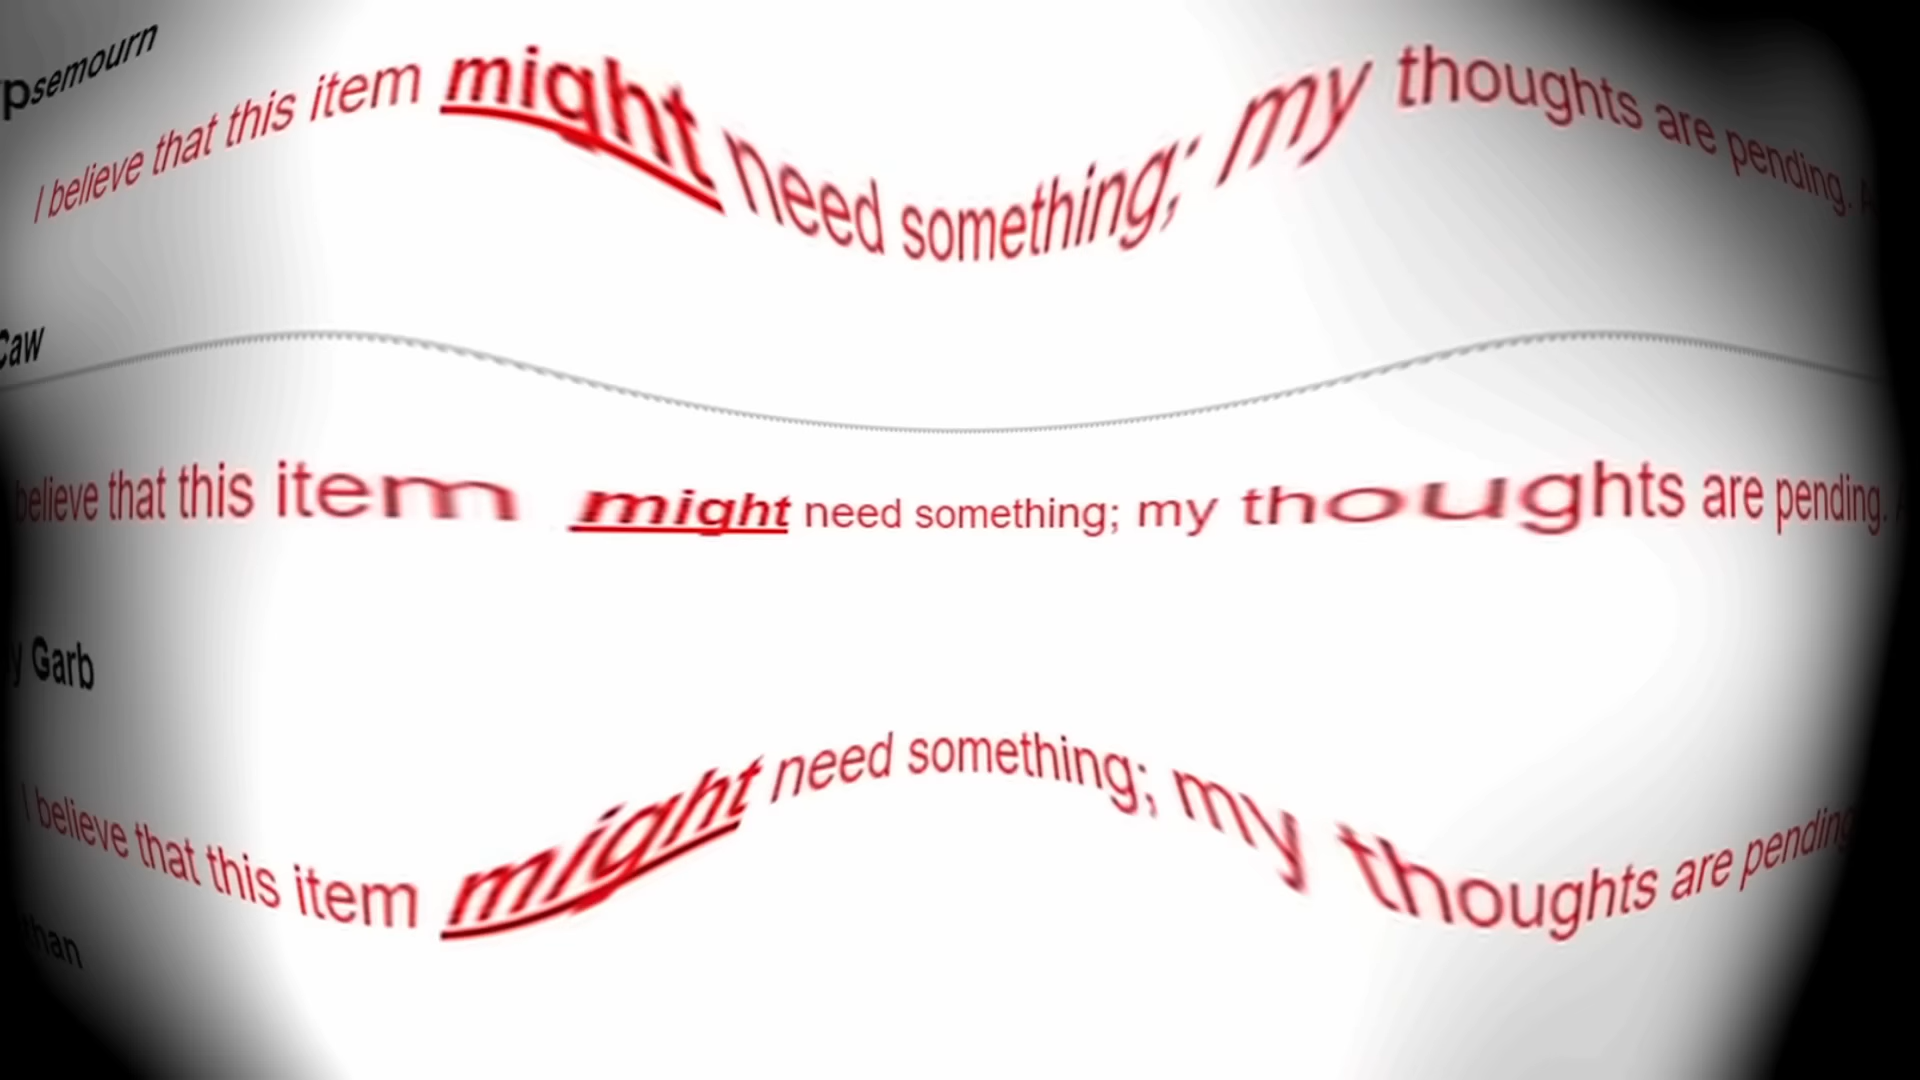 psemourn
I believe that this item might need something; my thoughts are pending.
Caw
believe that this item might need something; my thoughts are pending.
y Garb
I believe that this item might need something; my thoughts are pending
han